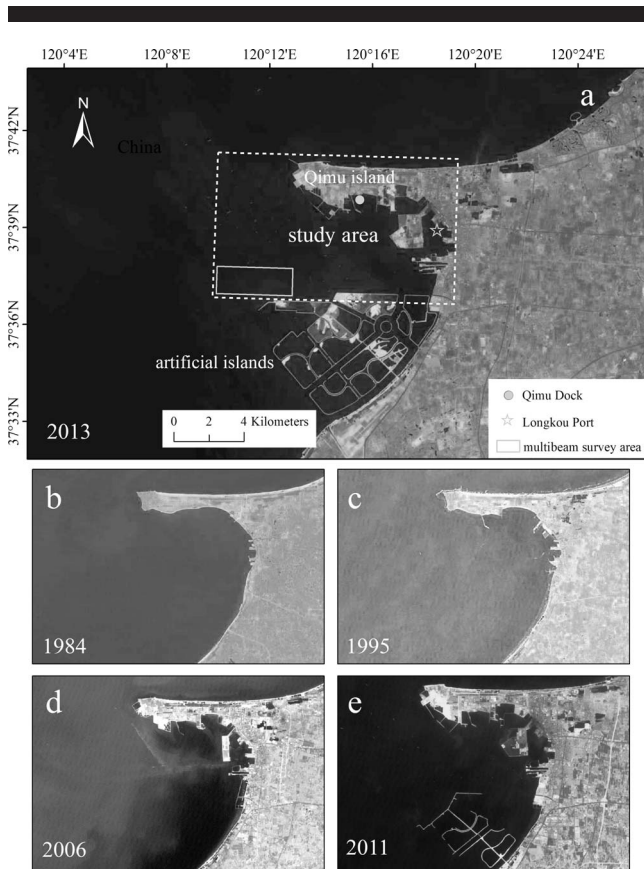 120°4'E 120°8'E 120°12'E 120°16'E 120°20'E 120°24'E
a
N
37°42'N
China
Qimu island
37°39'N
study area
37°36'N
artificial islands
Qimu Dock
0 2 4 Kilometers
Longkou Port
37°33'N
2013
multibeam survey area
b
1984
c
1995
d
2006
e
2011